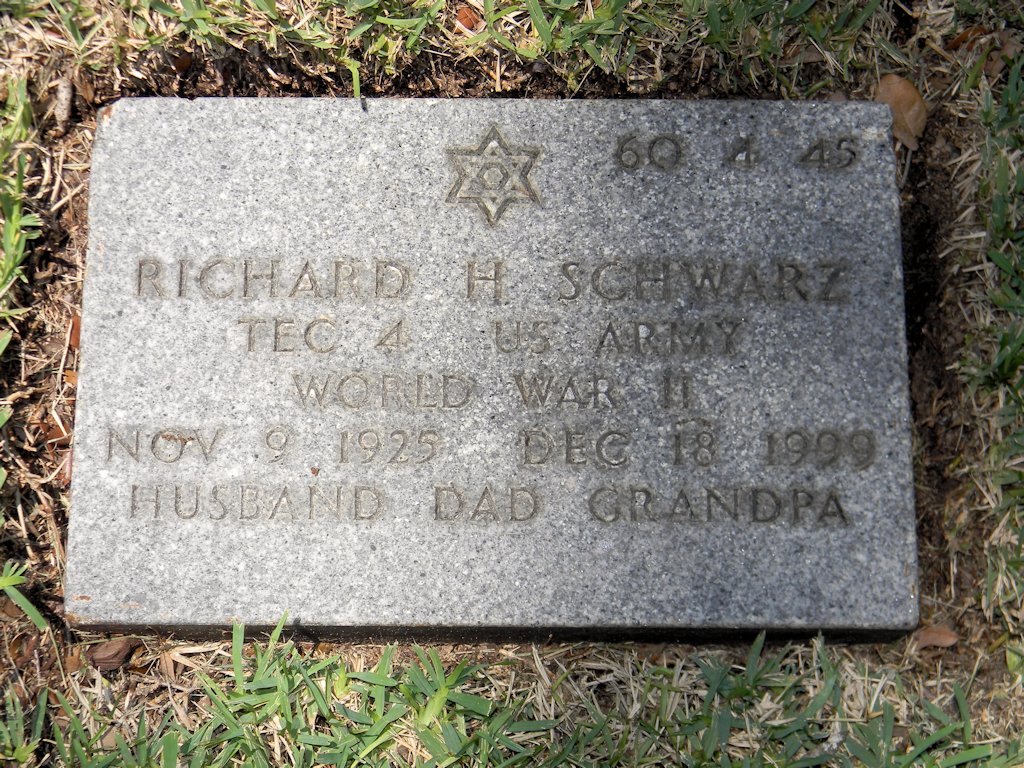 60 4 45
RICHARD H SCHWARZ
TEC 4 US ARMY
WORLD WAR II
NOV 9 1925 DEC 18 1999
HUSBAND DAD GRANDPA